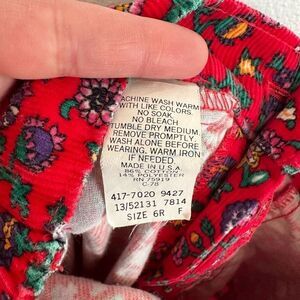 MACHINE WASH WARM
WITH LIKE COLORS.
NO SOAK.
NO BLEACH
TUMBLE DRY MEDIUM.
REMOVE PROMPTLY.
WASH ALONE BEFORE
WEARING. WARM IRON
IF NEEDED.
MADE IN U.S.A.
86% COTTON
14% POLYESTER
RN 75919
C-78
417-7020 9427
13/52131 7814
SIZE 6R F